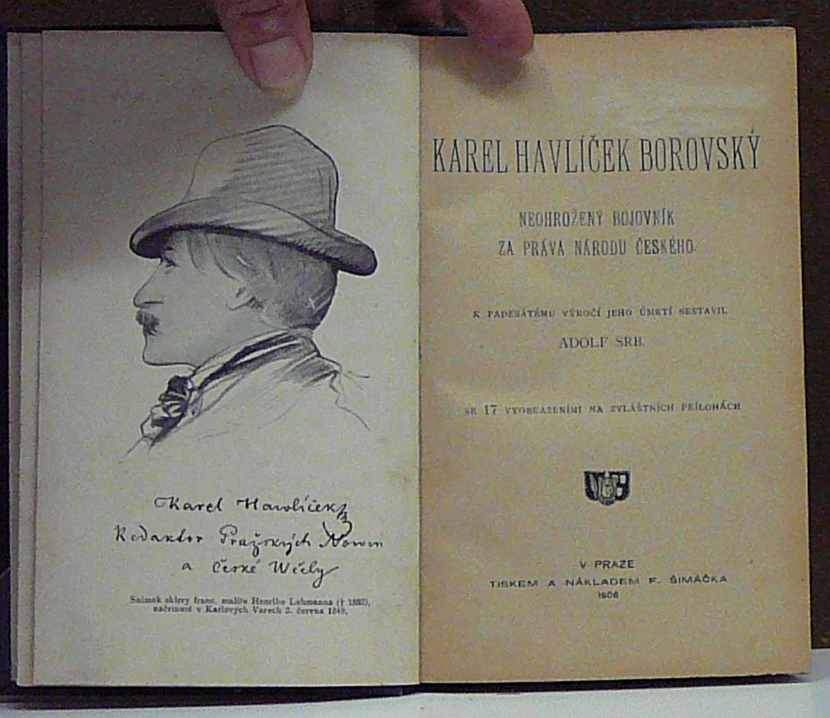 Karel Hawlíček
Redaktor Pražských Nowin
a České Wčely
Snímek skizzy franc. malíře Henriho Lehmanna († 1882),
načrtnuté v Karlových Varech 2. června 1849.
KAREL HAVLÍČEK BOROVSKÝ
NEOHROŽENÝ BOJOVNÍK
ZA PRÁVA NÁRODU ČESKÉHO.
K PADESÁTÉMU VÝROČÍ JEHO ÚMRTÍ SESTAVIL
ADOLF SRB.
SE 17 VYOBRAZENÍMI NA ZVLÁŠTNÍCH PŘÍLOHÁCH
V PRAZE
TISKEM A NÁKLADEM F. ŠIMÁČKA
1906